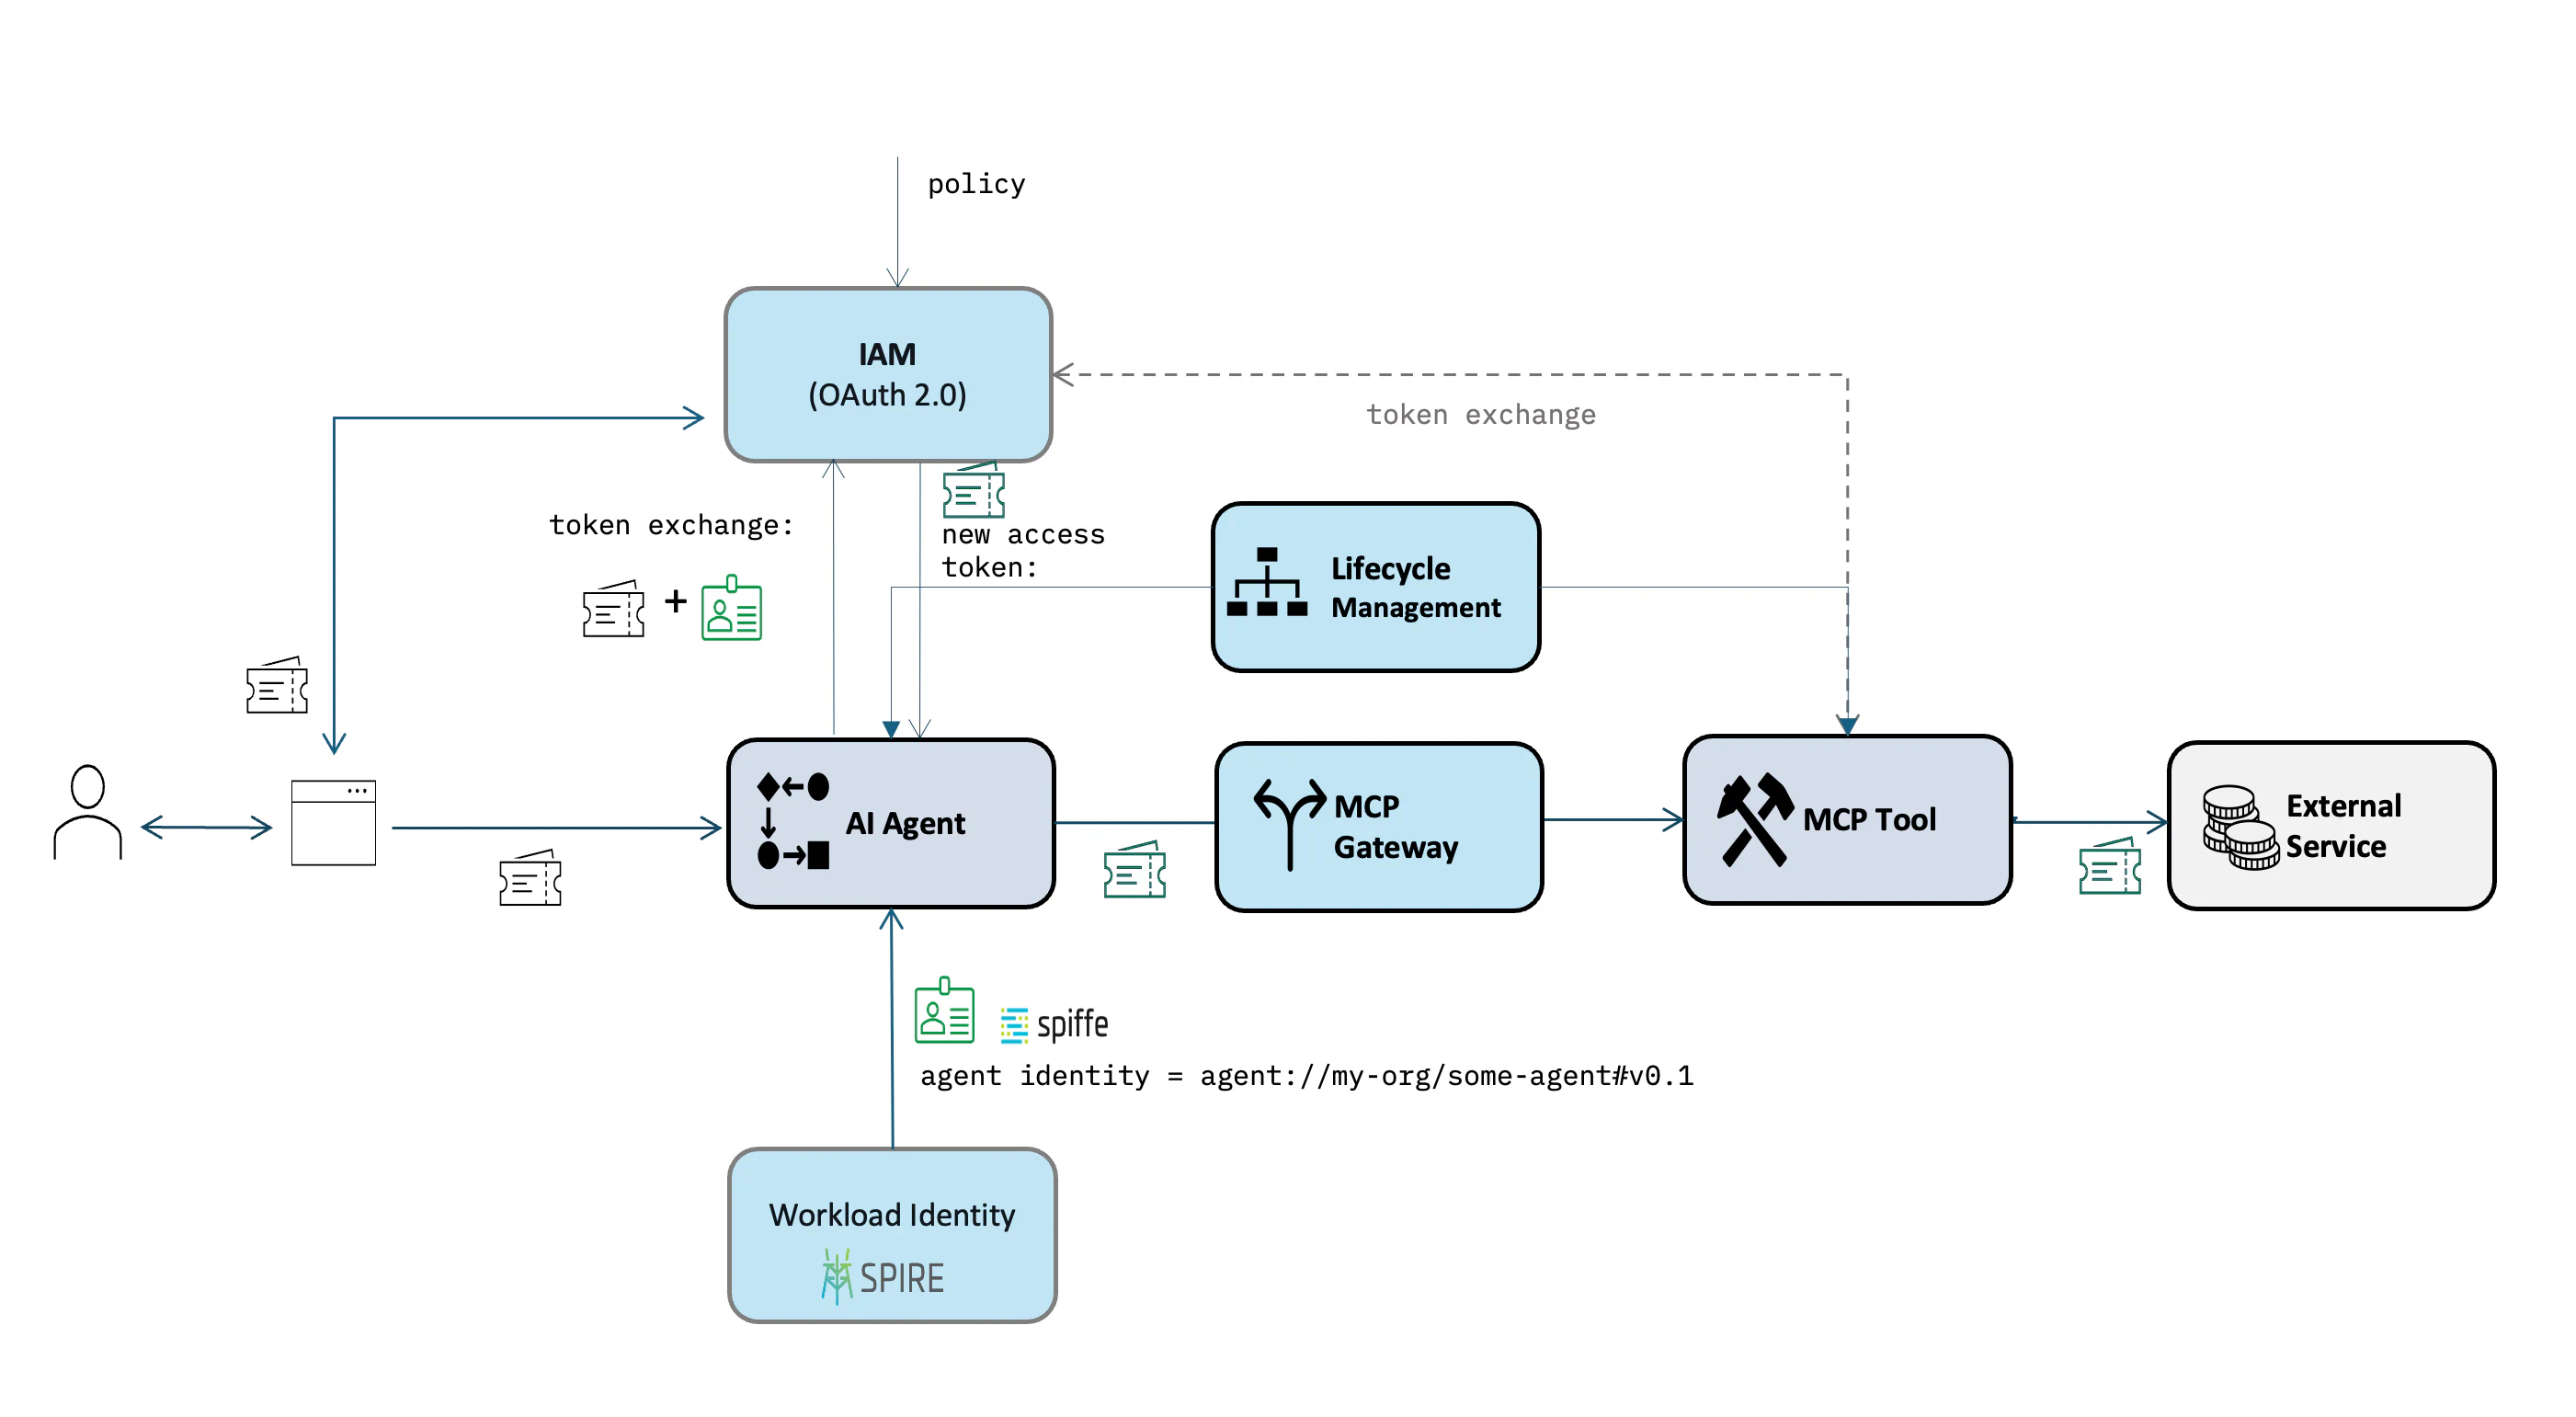 policy
IAM
(OAuth 2.0)
token exchange
token exchange:
new access
token:
+
Lifecycle
Management
AI Agent
MCP
Gateway
MCP Tool
External
Service
spiffe
agent identity = agent://my-org/some-agent#v0.1
Workload Identity
SPIRE